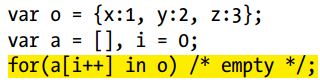 var o = {x:1, y:2, z:3};
var a = [], i = 0;
for(a[i++] in o) /* empty */;